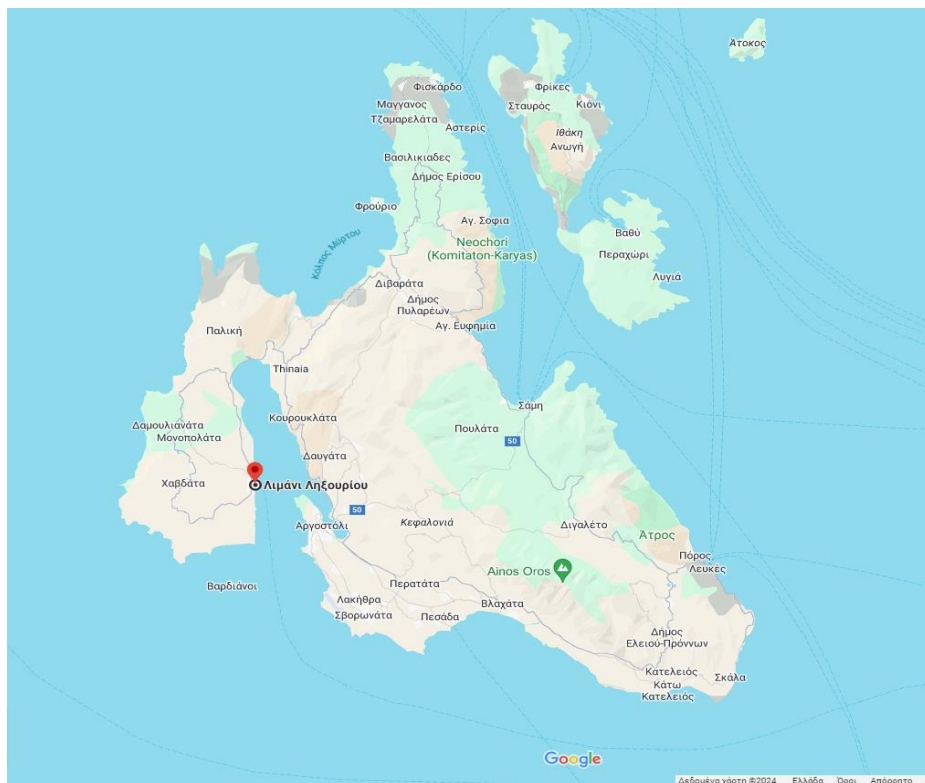 Άτοκος
Φισκάρδο
Φρίκες
Μαγγανος
Σταυρός
Κιόνι
Τζαμαρελάτα
Αστερίς
Ιθάκη
Ανωγή
Βασιλικιαδες
Δήμος Ερίσου
Φρούριο
Αγ. Σοφια
Βαθύ
Κόλπος Μύρτου
Neochori
(Komitaton-Karyas)
Περαχώρι
Λυγιά
Διβαράτα
Δήμος
Πυλαρέων
Παλική
Αγ. Ευφημία
Thinaia
Σάμη
Κουρουκλάτα
Δαμουλιανάτα
Μονοπολάτα
Πουλάτα
50
Δαυγάτα
Χαβδάτα
Λιμάνι Ληξουρίου
50
Αργοστόλι
Κεφαλονιά
Διγαλέτο
Άτρος
Πόρος
Λευκές
Ainos Oros
Βαρδιάνοι
Περατάτα
Λακήθρα
Βλαχάτα
Σβορωνάτα
Πεσάδα
Δήμος
Ελειού-Πρόννων
Κατελειός
Σκάλα
Κάτω
Κατελειός
Google
Δεδομένα χάρτη ©2024 Ελλάδα Όροι Απόρρητο